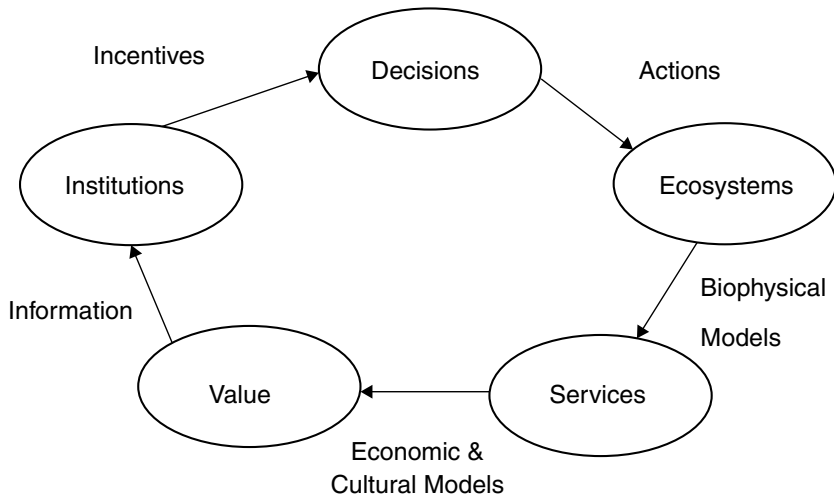 Incentives
Decisions
Actions
Institutions
Ecosystems
Information
Biophysical
Models
Value
Services
Economic &
Cultural Models